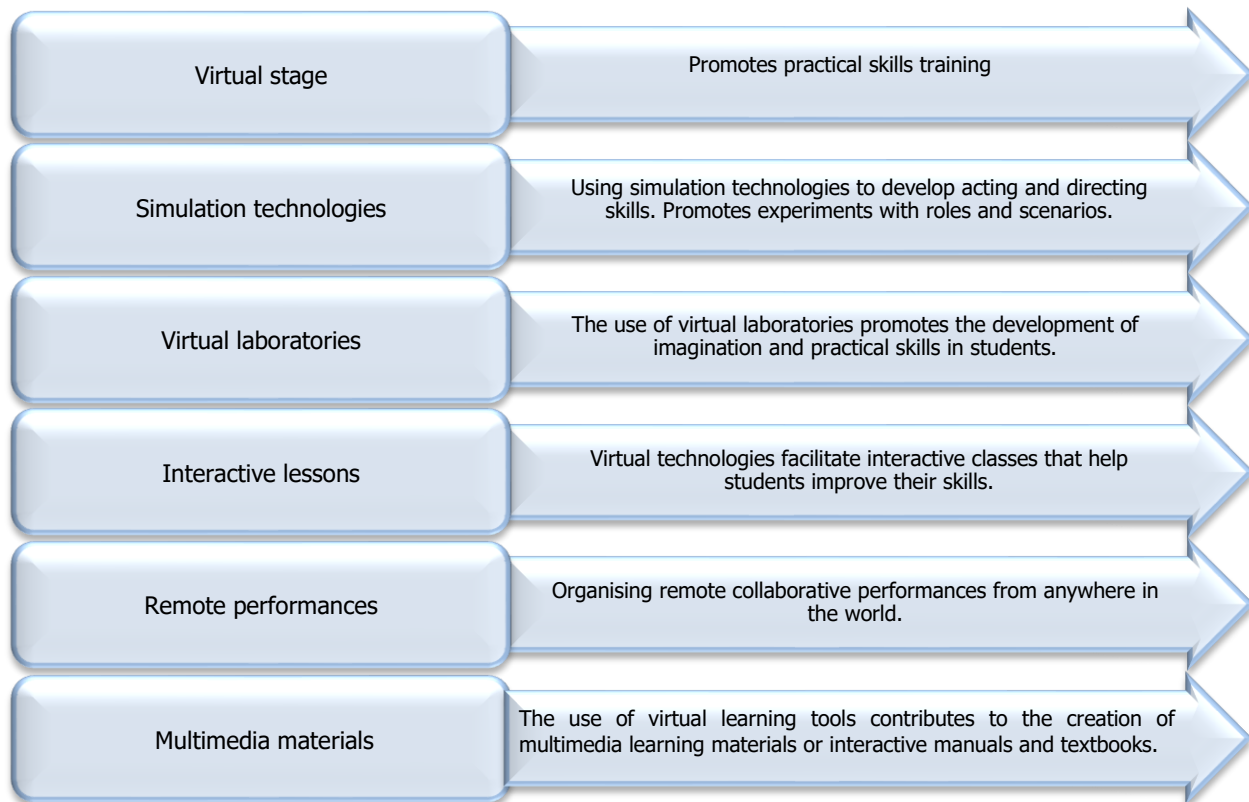 Virtual stage
Promotes practical skills training
Simulation technologies
Using simulation technologies to develop acting and directing
skills. Promotes experiments with roles and scenarios.
Virtual laboratories
The use of virtual laboratories promotes the development of
imagination and practical skills in students.
Interactive lessons
Virtual technologies facilitate interactive classes that help
students improve their skills.
Remote performances
Organising remote collaborative performances from anywhere in
the world.
Multimedia materials
The use of virtual learning tools contributes to the creation of
multimedia learning materials or interactive manuals and textbooks.